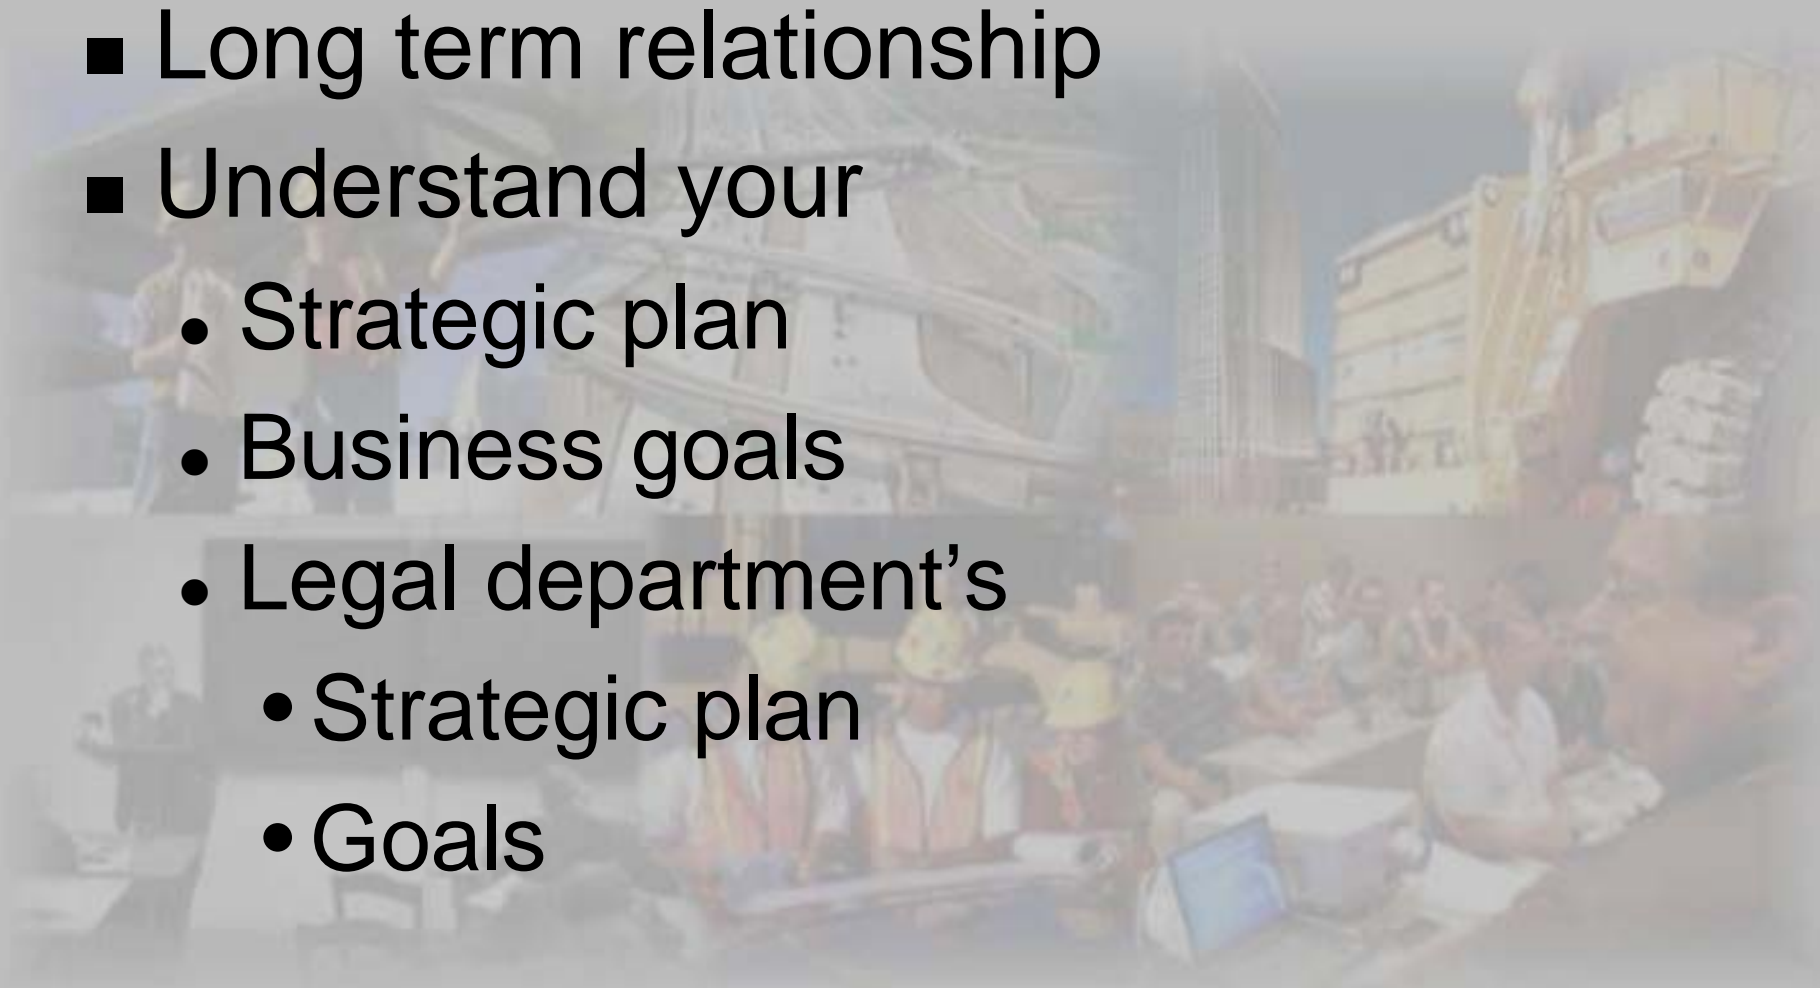 ■ Long term relationship
■ Understand your
● Strategic plan
● Business goals
● Legal department’s
• Strategic plan
• Goals